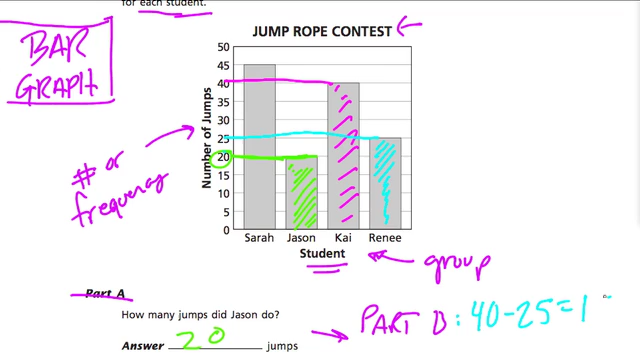 for each student.
BAR
GRAPH
JUMP ROPE CONTEST
Number of Jumps
50
45
40
35
30
25
20
15
10
5
0
# or
frequency
Sarah Jason Kai Renee
Student
group
Part A
How many jumps did Jason do?
PART B: 40-25=1
Answer 20 jumps